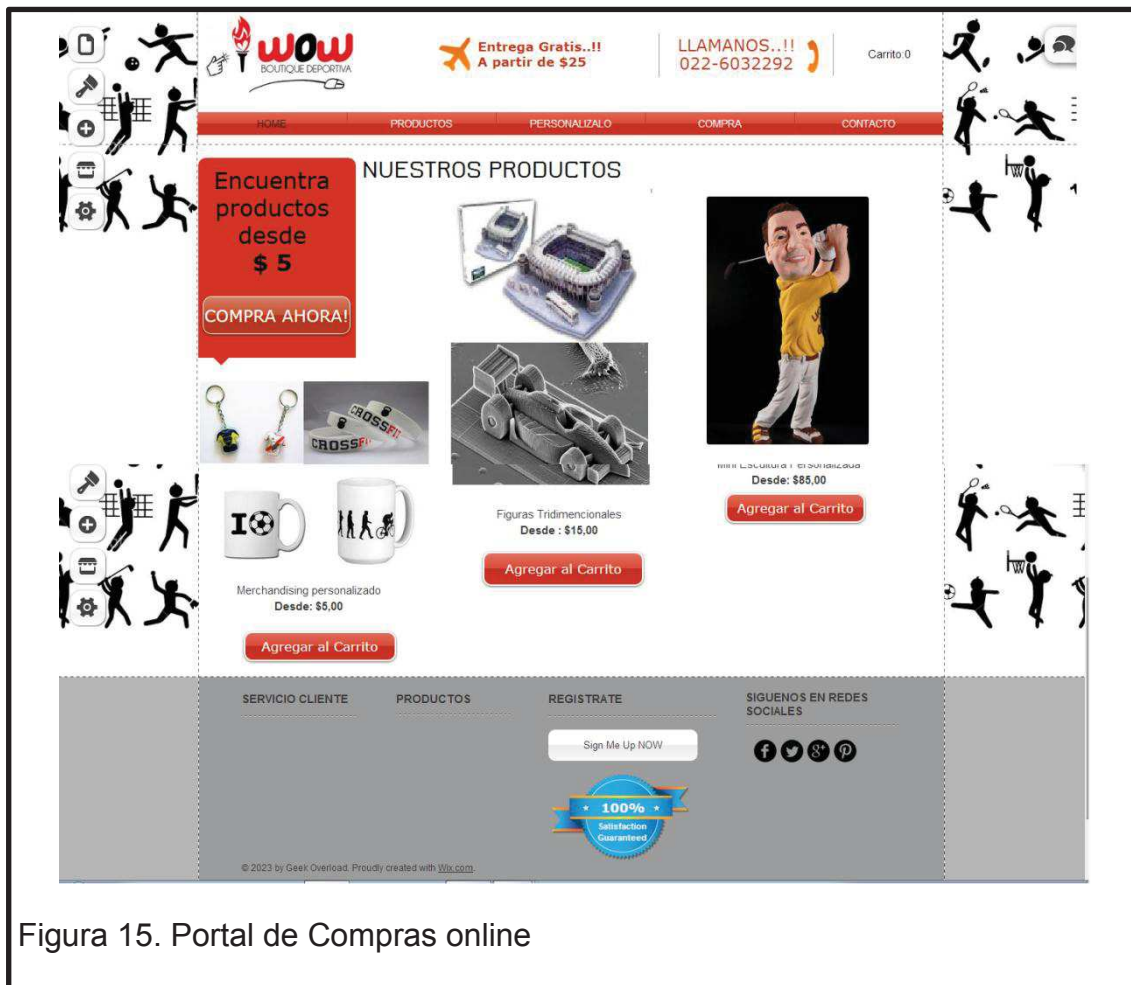 WOW
BOUTIQUE DEPORTIVA
Entrega Gratis..!!
A partir de $25
LLAMANOS..!!
022-6032292
Carrito:0
HOME
PRODUCTOS
PERSONALIZALO
COMPRA
CONTACTO
NUESTROS PRODUCTOS
Encuentra
productos
desde
$ 5
COMPRA AHORA!
CROSSFIT
CROSSFIT
I
Merchandising personalizado
Desde: $5,00
Agregar al Carrito
Figuras Tridimencionales
Desde : $15,00
Agregar al Carrito
Mini Escultura Personalizada
Desde: $85,00
Agregar al Carrito
SERVICIO CLIENTE
PRODUCTOS
REGISTRATE
Sign Me Up NOW
100%
Satisfaction
Guaranteed
SIGUENOS EN REDES
SOCIALES
© 2023 by Geek Overload. Proudly created with Wix.com.
Figura 15. Portal de Compras online